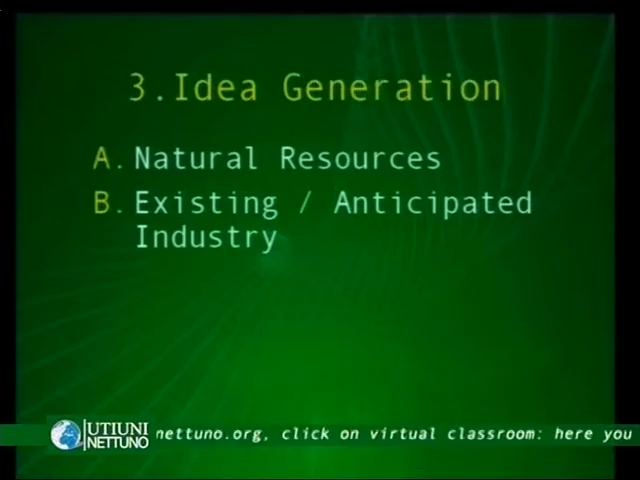 3.Idea Generation
A. Natural Resources
B. Existing / Anticipated
Industry
UTIUNI
NETTUNO
nettuno.org, click on virtual classroom: here you